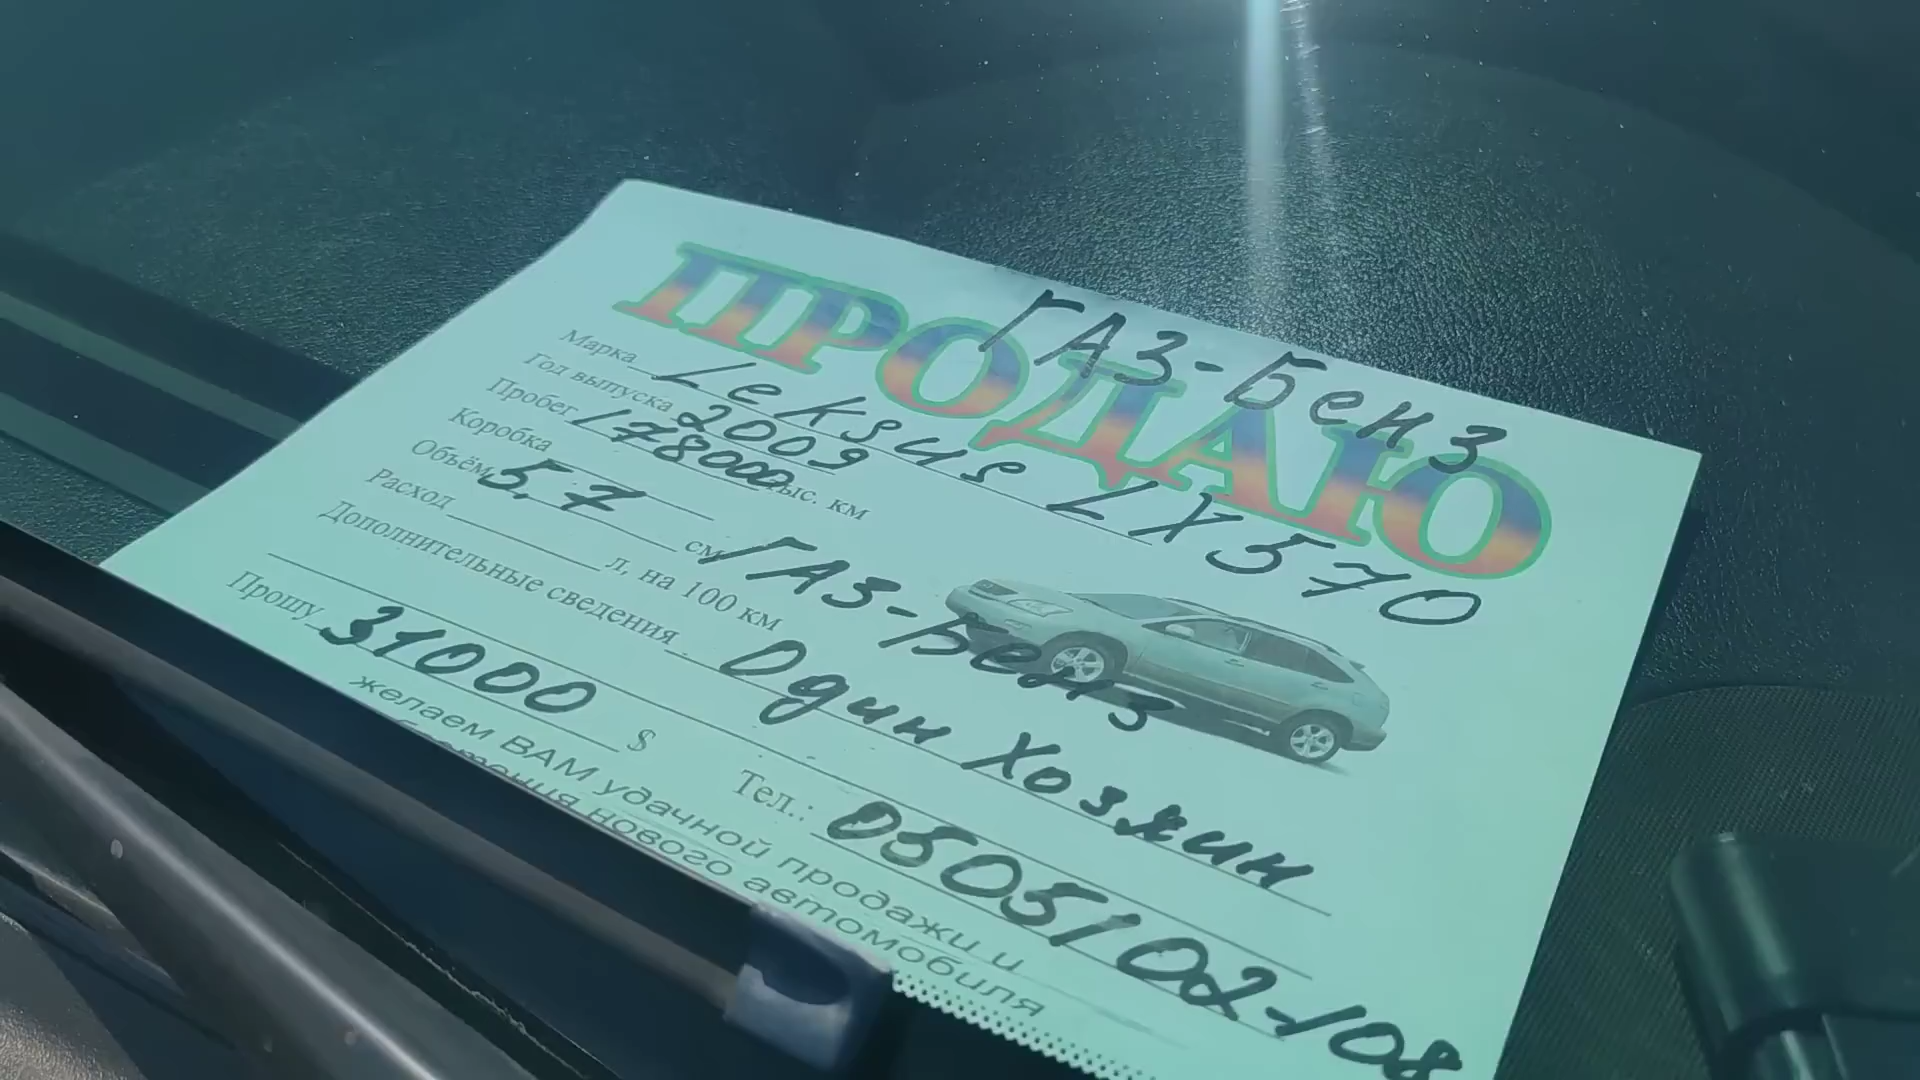 ПРОДАЮ
ГАЗ-Бенз
Марка Leksus LX 570
Год выпуска 2009
Пробег 178000 тыс. км
Коробка
Объём 5.7 см ГАЗ-Бенз
Расход л, на 100 км
Дополнительные сведения Один Хозяин
Прошу 31000 $
Тел.: 0505102-108
желаем ВАМ удачной продажи и
нового автомобиля